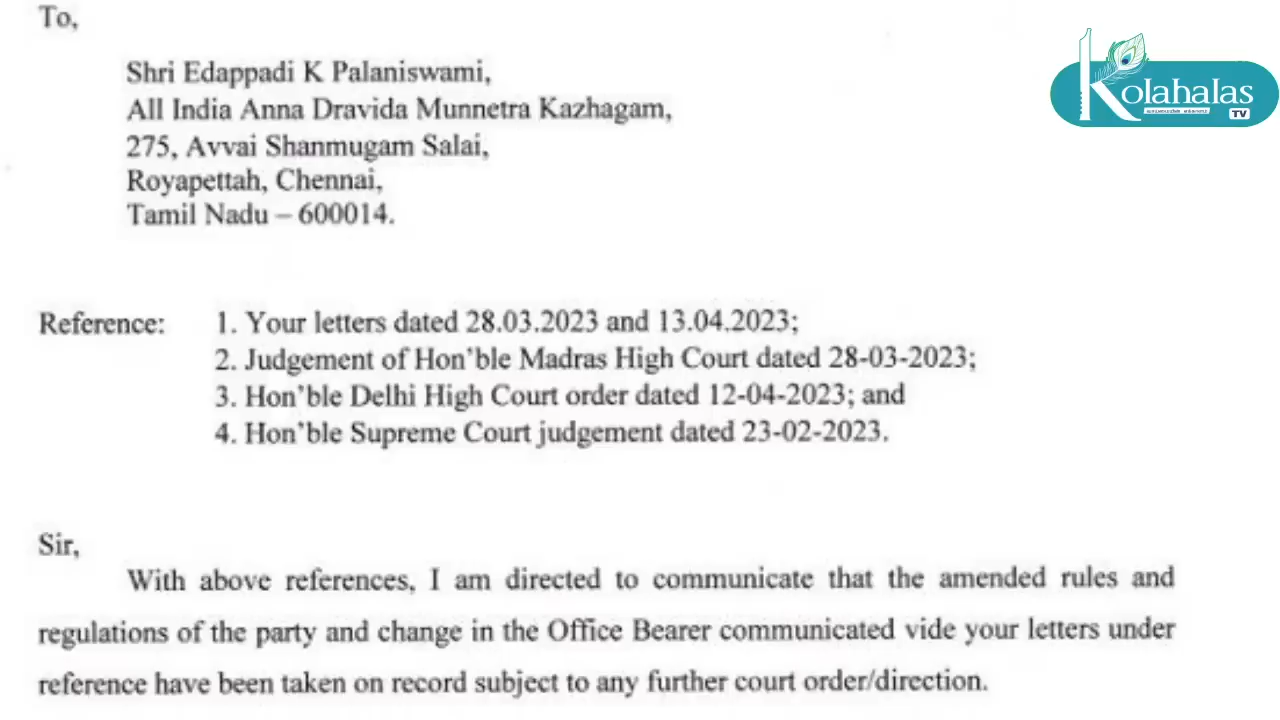 To,
Kolahalas
TV
Shri Edappadi K Palaniswami,
All India Anna Dravida Munnetra Kazhagam,
275, Avvai Shanmugam Salai,
Royapettah, Chennai,
Tamil Nadu – 600014.
Reference: 1. Your letters dated 28.03.2023 and 13.04.2023;
2. Judgement of Hon'ble Madras High Court dated 28-03-2023;
3. Hon'ble Delhi High Court order dated 12-04-2023; and
4. Hon'ble Supreme Court judgement dated 23-02-2023.
Sir,
With above references, I am directed to communicate that the amended rules and
regulations of the party and change in the Office Bearer communicated vide your letters under
reference have been taken on record subject to any further court order/direction.